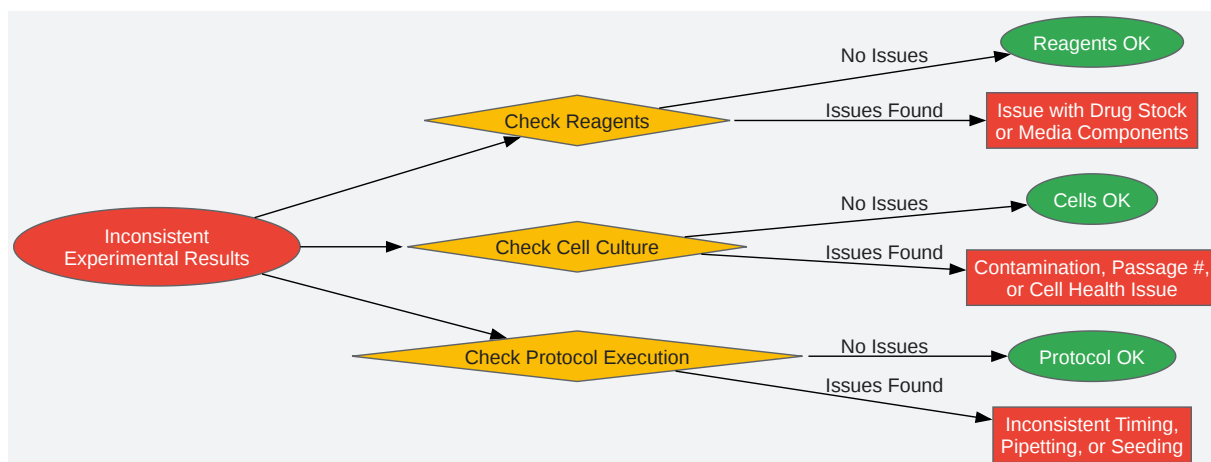 No Issues
Reagents OK
Check Reagents
Issues Found
Issue with Drug Stock
or Media Components
Inconsistent
Experimental Results
Check Cell Culture
No Issues
Cells OK
Issues Found
Contamination, Passage #,
or Cell Health Issue
Check Protocol Execution
No Issues
Protocol OK
Issues Found
Inconsistent Timing,
Pipetting, or Seeding